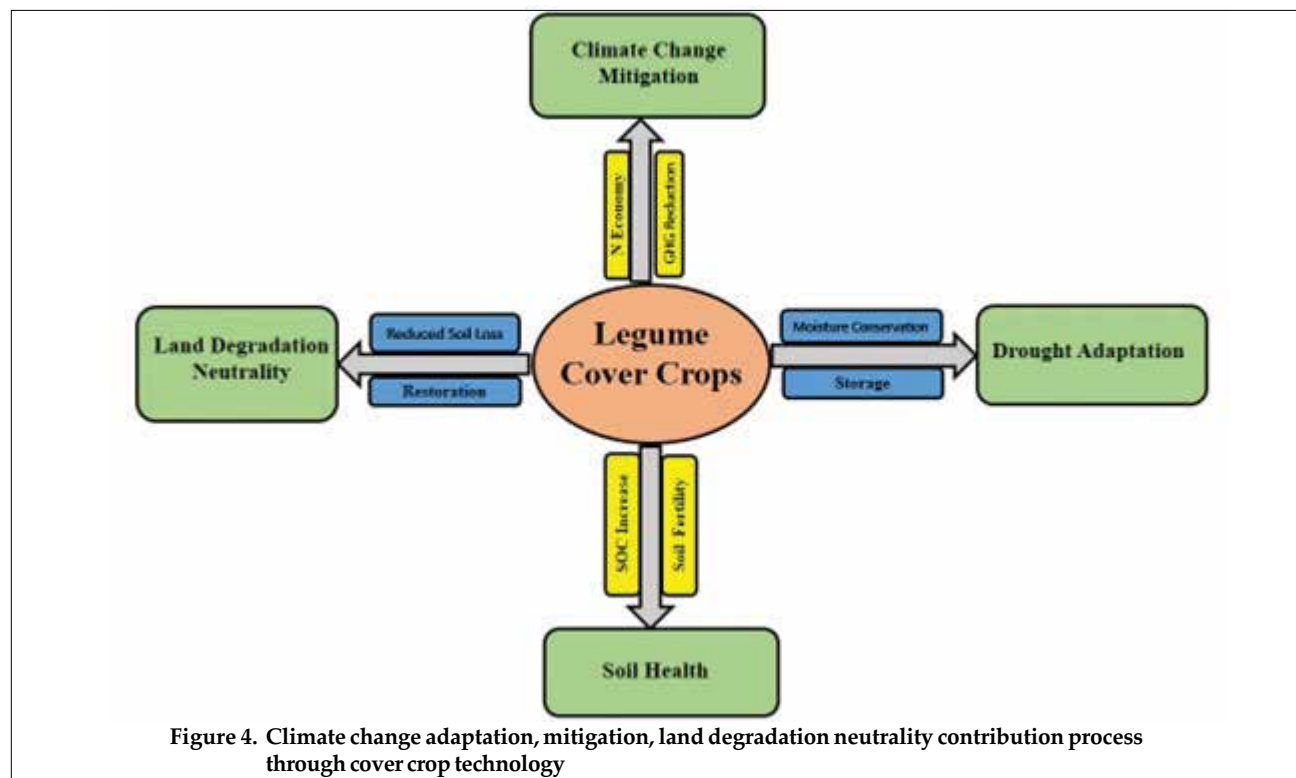 Climate Change
Mitigation
N Economy
GHG Reduction
Land Degradation
Neutrality
Reduced Soil Loss
Restoration
Legume
Cover Crops
Moisture Conservation
Storage
Drought Adaptation
SOC Increase
Soil Fertility
Soil Health
Figure 4. Climate change adaptation, mitigation, land degradation neutrality contribution process
through cover crop technology